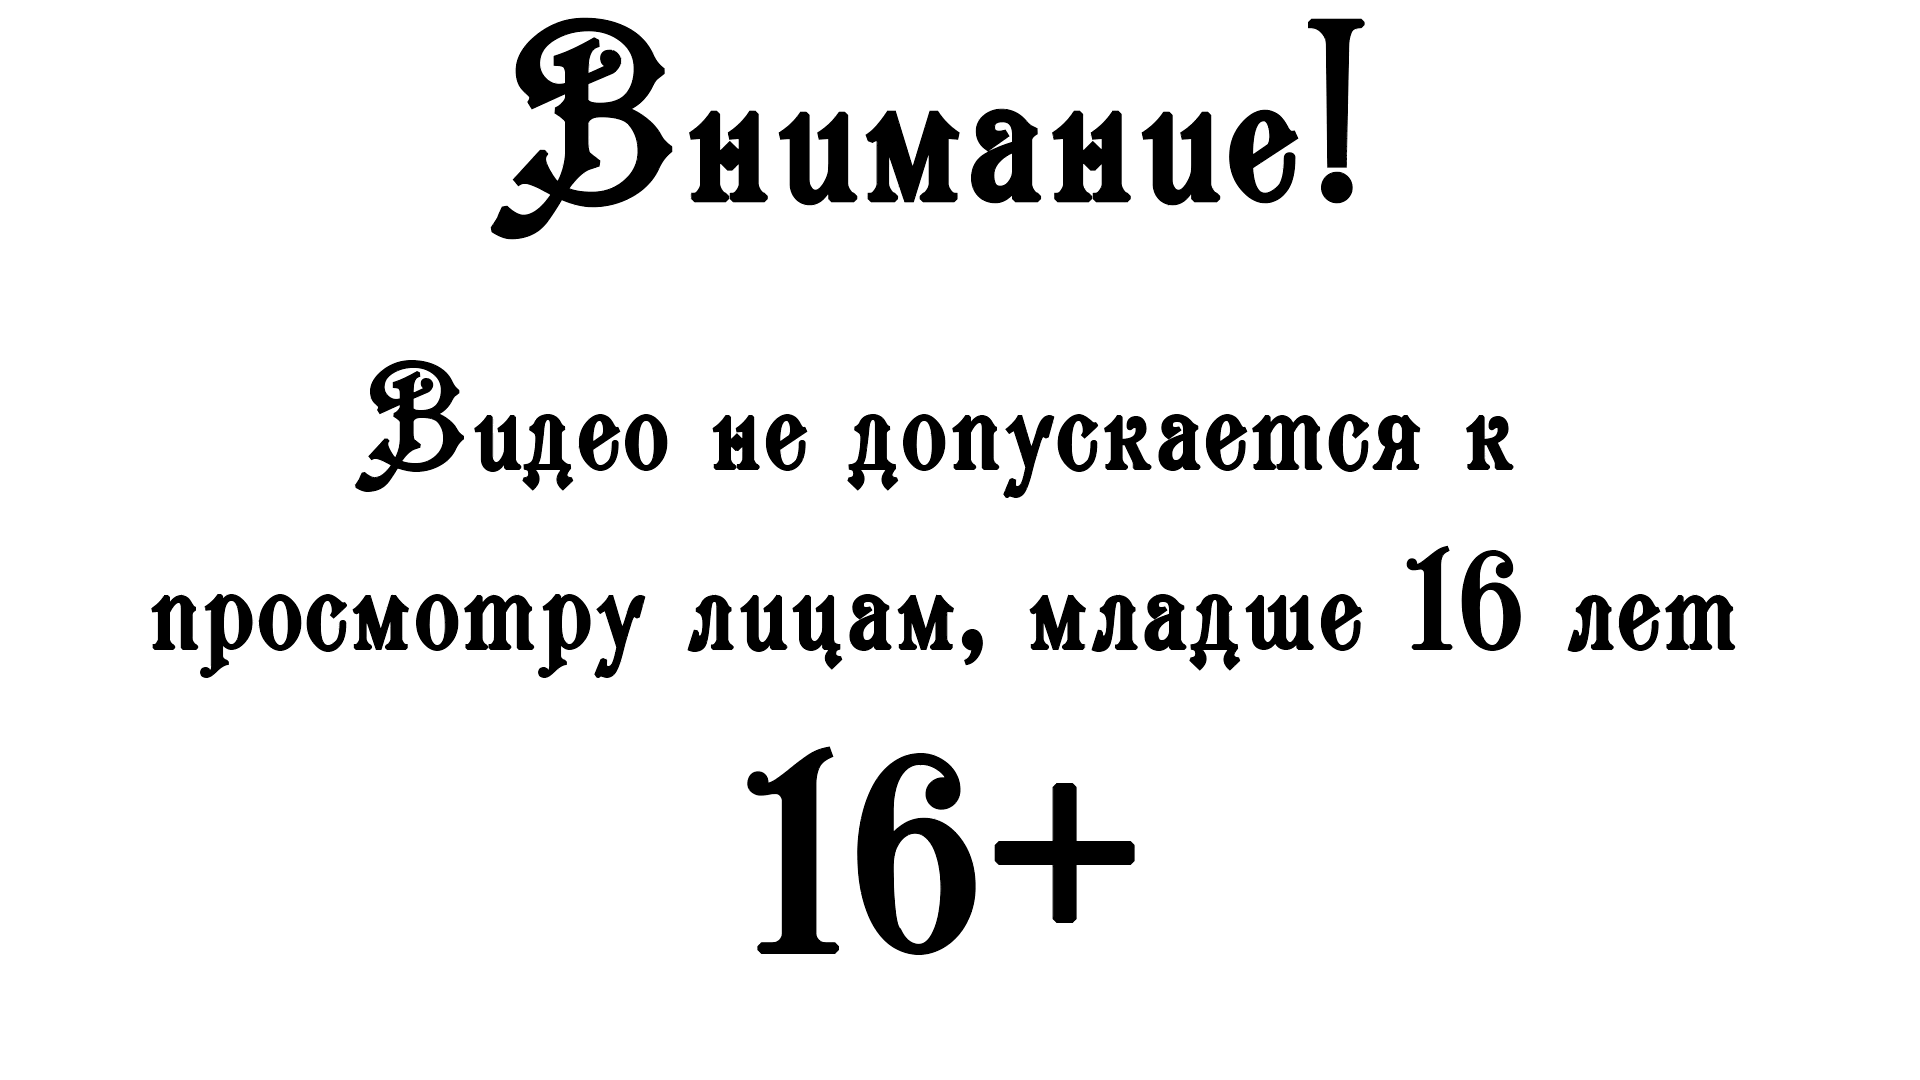 Внимание!
Видео не допускается к
просмотру лицам, младше 16 лет
16+